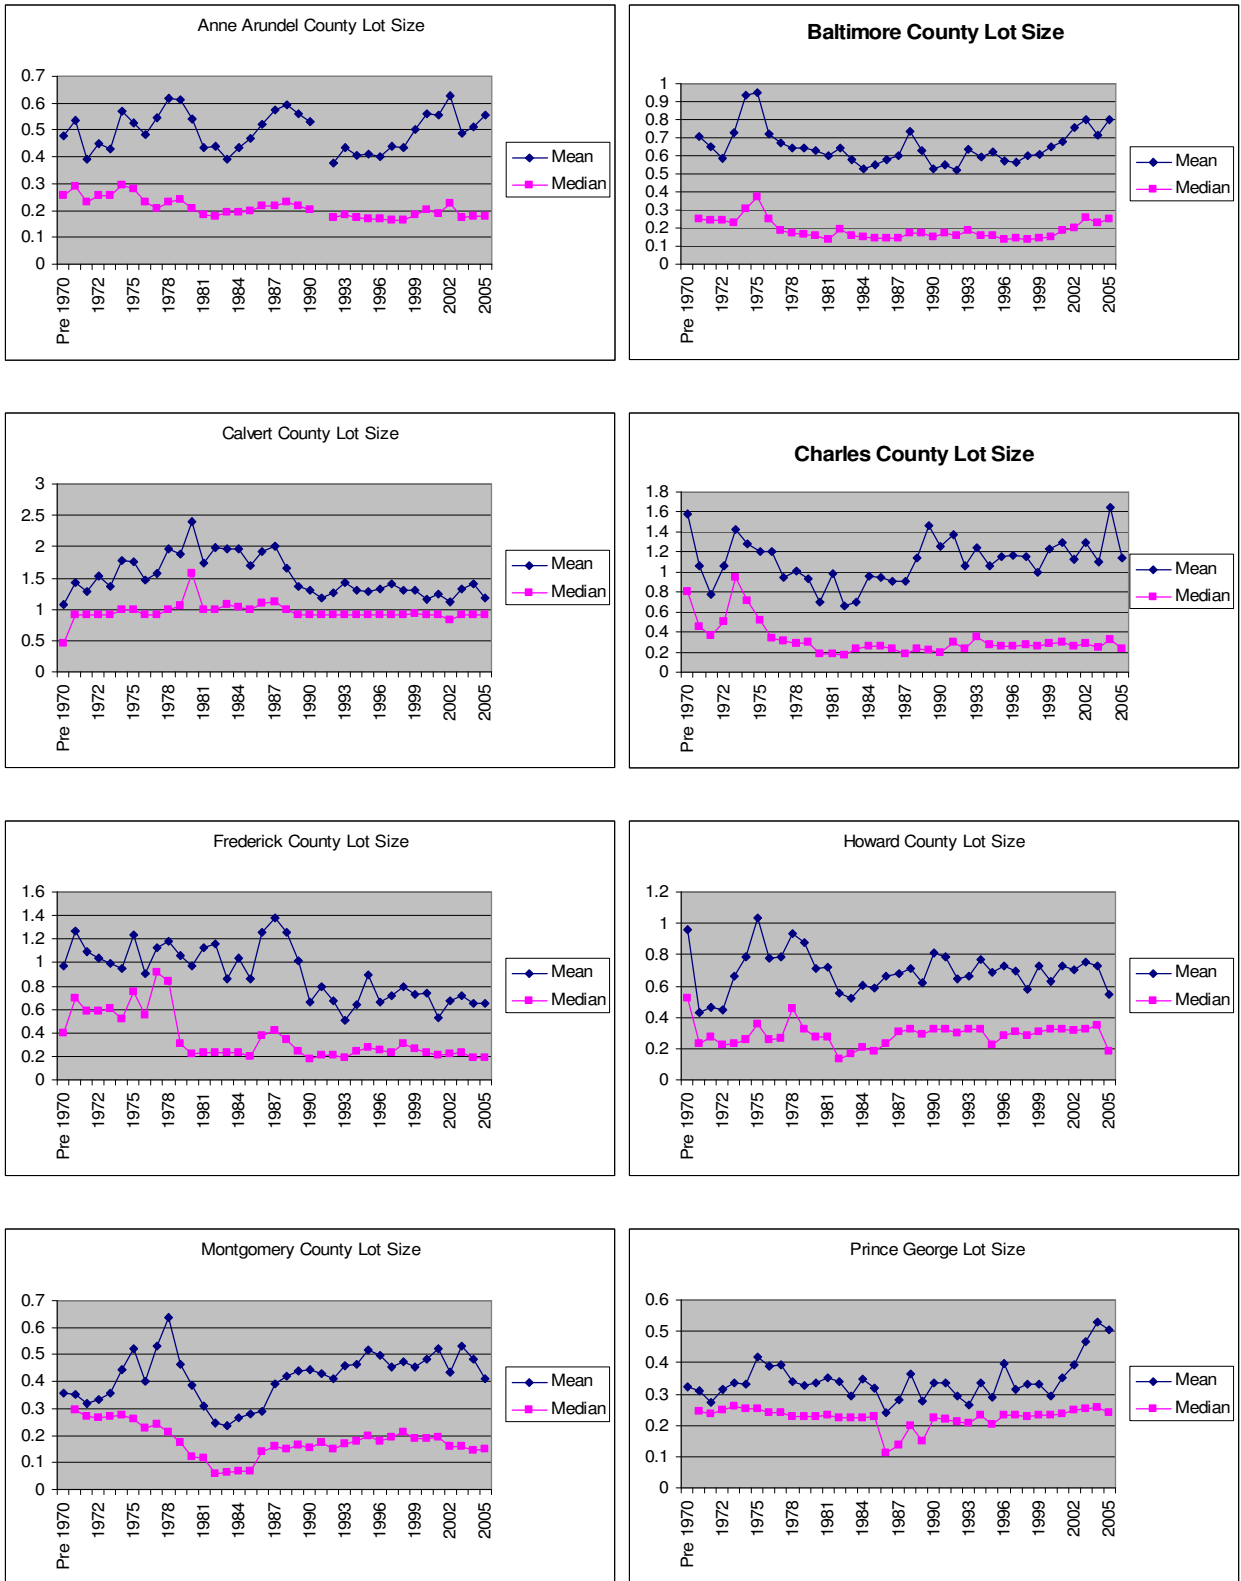 Anne Arundel County Lot Size
0.7
0.6
0.5
0.4
0.3
0.2
0.1
0
Pre 1970 1972 1975 1978 1981 1984 1987 1990 1993 1996 1999 2002 2005
Mean
Median
Baltimore County Lot Size
1
0.9
0.8
0.7
0.6
0.5
0.4
0.3
0.2
0.1
0
Pre 1970 1972 1975 1978 1981 1984 1987 1990 1993 1996 1999 2002 2005
Mean
Median
Calvert County Lot Size
3
2.5
2
1.5
1
0.5
0
Pre 1970 1972 1975 1978 1981 1984 1987 1990 1993 1996 1999 2002 2005
Mean
Median
Charles County Lot Size
1.8
1.6
1.4
1.2
1
0.8
0.6
0.4
0.2
0
Pre 1970 1972 1975 1978 1981 1984 1987 1990 1993 1996 1999 2002 2005
Mean
Median
Frederick County Lot Size
1.6
1.4
1.2
1
0.8
0.6
0.4
0.2
0
Pre 1970 1972 1975 1978 1981 1984 1987 1990 1993 1996 1999 2002 2005
Mean
Median
Howard County Lot Size
1.2
1
0.8
0.6
0.4
0.2
0
Pre 1970 1972 1975 1978 1981 1984 1987 1990 1993 1996 1999 2002 2005
Mean
Median
Montgomery County Lot Size
0.7
0.6
0.5
0.4
0.3
0.2
0.1
0
Pre 1970 1972 1975 1978 1981 1984 1987 1990 1993 1996 1999 2002 2005
Mean
Median
Prince George Lot Size
0.6
0.5
0.4
0.3
0.2
0.1
0
Pre 1970 1972 1975 1978 1981 1984 1987 1990 1993 1996 1999 2002 2005
Mean
Median